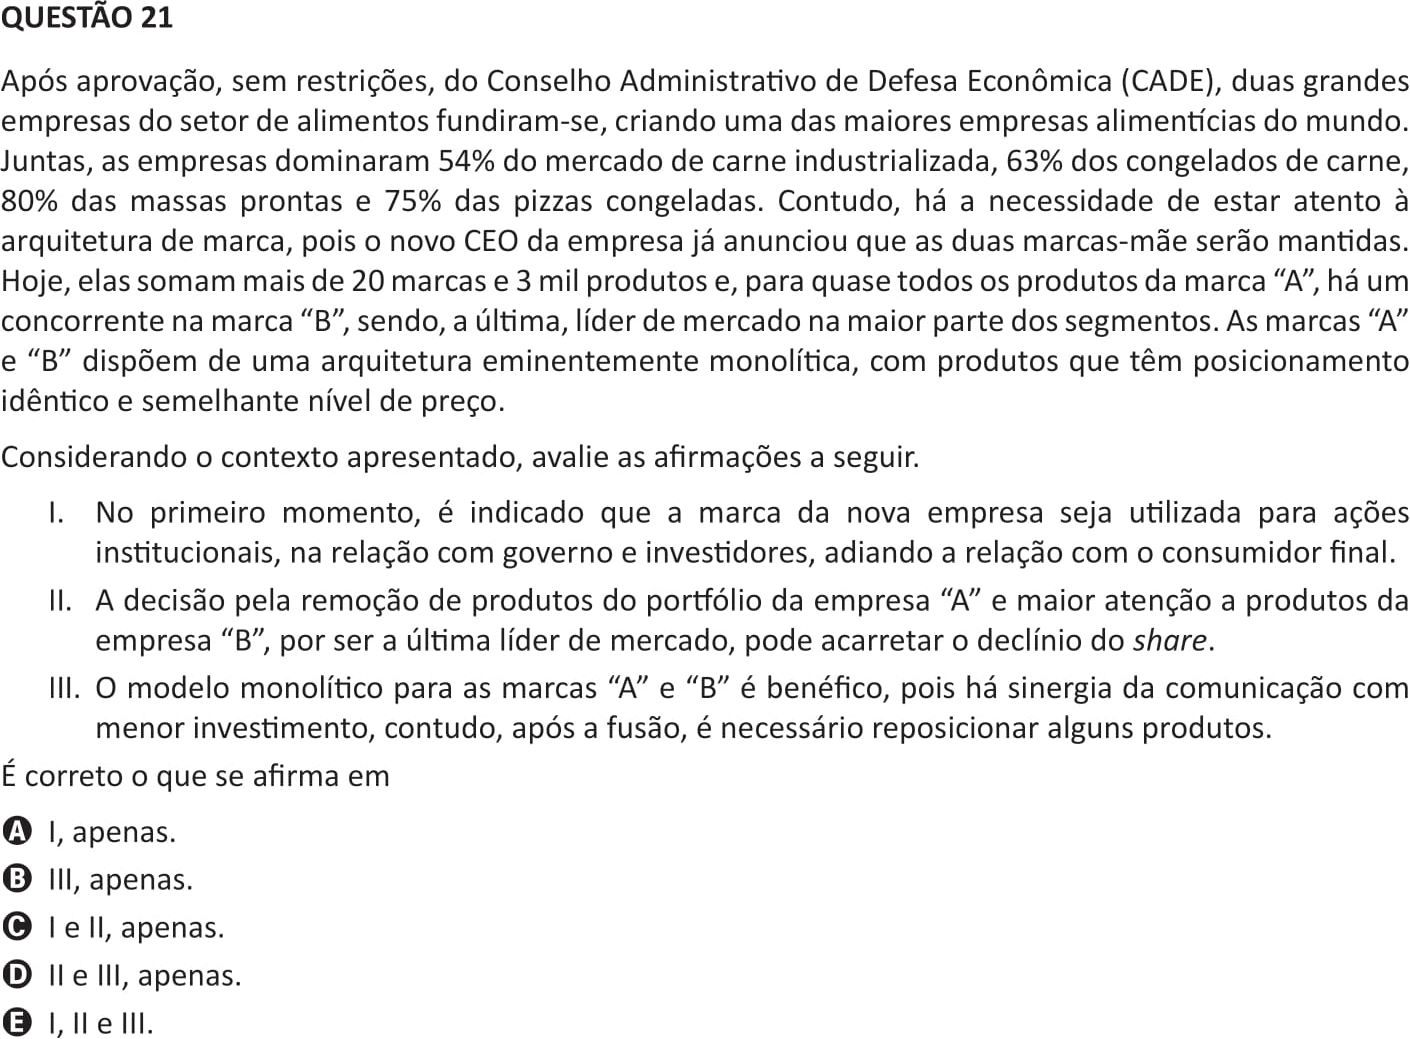 QUESTÃO 21
Após aprovação, sem restrições, do Conselho Administrativo de Defesa Econômica (CADE), duas grandes
empresas do setor de alimentos fundiram-se, criando uma das maiores empresas alimentícias do mundo.
Juntas, as empresas dominaram 54% do mercado de carne industrializada, 63% dos congelados de carne,
80% das massas prontas e 75% das pizzas congeladas. Contudo, há a necessidade de estar atento à
arquitetura de marca, pois o novo CEO da empresa já anunciou que as duas marcas-mãe serão mantidas.
Hoje, elas somam mais de 20 marcas e 3 mil produtos e, para quase todos os produtos da marca “A”, há um
concorrente na marca “B”, sendo, a última, líder de mercado na maior parte dos segmentos. As marcas “A”
e “B” dispõem de uma arquitetura eminentemente monolítica, com produtos que têm posicionamento
idêntico e semelhante nível de preço.
Considerando o contexto apresentado, avalie as afirmações a seguir.
I. No primeiro momento, é indicado que a marca da nova empresa seja utilizada para ações
institucionais, na relação com governo e investidores, adiando a relação com o consumidor final.
II. A decisão pela remoção de produtos do portfólio da empresa “A” e maior atenção a produtos da
empresa “B”, por ser a última líder de mercado, pode acarretar o declínio do share.
III. O modelo monolítico para as marcas “A” e “B” é benéfico, pois há sinergia da comunicação com
menor investimento, contudo, após a fusão, é necessário reposicionar alguns produtos.
É correto o que se afirma em
A I, apenas.
B III, apenas.
C I e II, apenas.
D II e III, apenas.
E I, II e III.